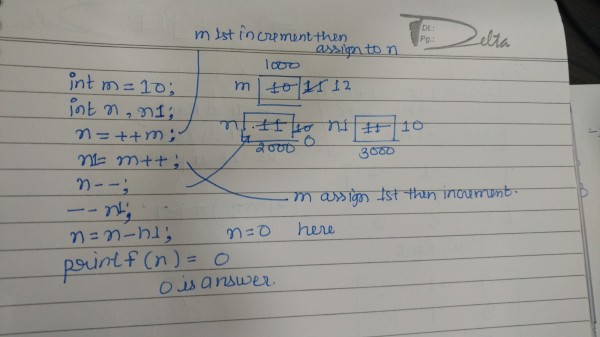 m 1st increment then
assign to n
Dt.:
Pg.:
Delta
1000
int m = 10; m 10 11 12
int n, n1;
n = ++m; n 11 10 0 n1 11 10
2000 3000
n1 = m++;
n--; m assign 1st then increment.
--n1;
n = n-n1; n=0 here
printf(n) = 0
0 is answer.